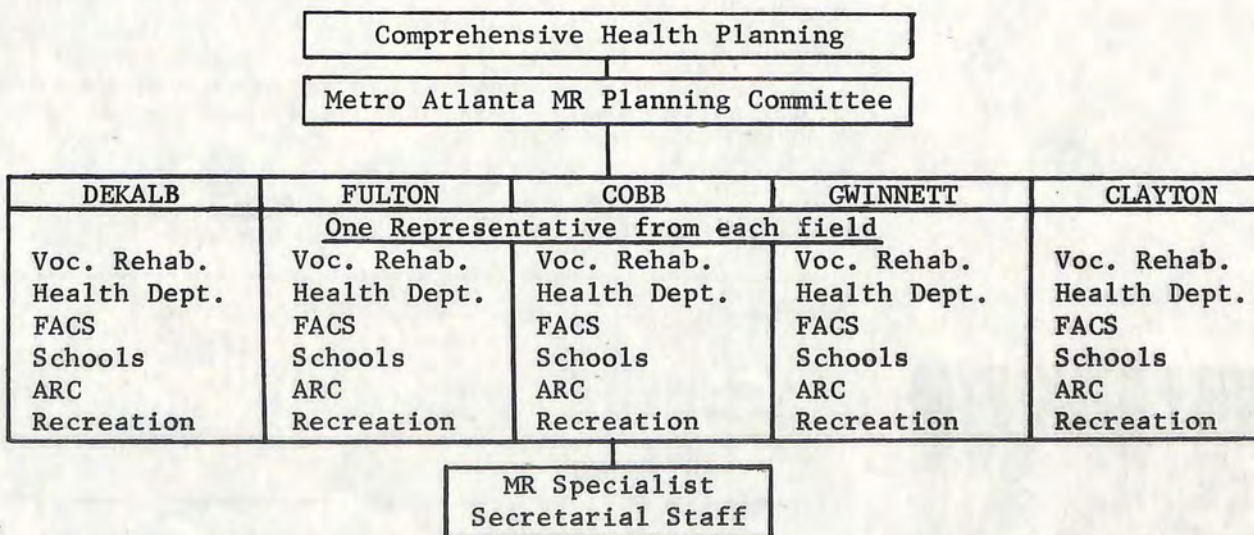 Comprehensive Health Planning
Metro Atlanta MR Planning Committee
DEKALB FULTON COBB GWINNETT CLAYTON
One Representative from each field
Voc. Rehab. Voc. Rehab. Voc. Rehab. Voc. Rehab. Voc. Rehab.
Health Dept. Health Dept. Health Dept. Health Dept. Health Dept.
FACS FACS FACS FACS FACS
Schools Schools Schools Schools Schools
ARC ARC ARC ARC ARC
Recreation Recreation Recreation Recreation Recreation
MR Specialist
Secretarial Staff